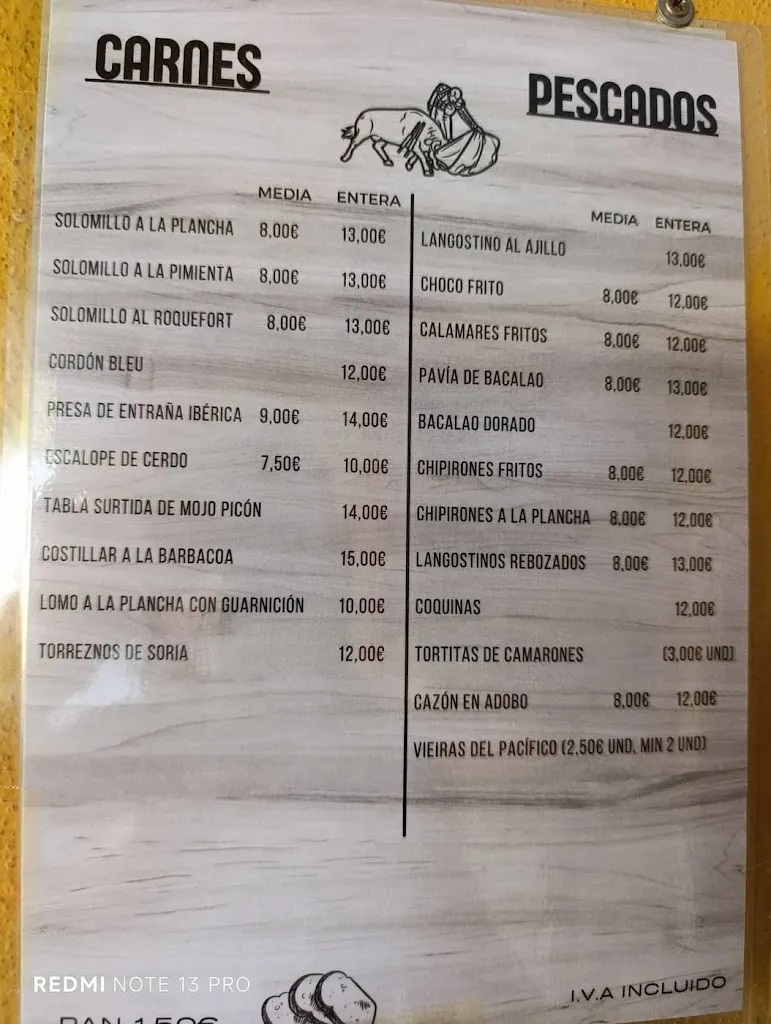 CARNES
MEDIA ENTERA
SOLOMILLO A LA PLANCHA 8,00€ 13,00€
SOLOMILLO A LA PIMIENTA 8,00€ 13,00€
SOLOMILLO AL ROQUEFORT 8,00€ 13,00€
CORDÓN BLEU 12,00€
PRESA DE ENTRAÑA IBÉRICA 9,00€ 14,00€
ESCALOPE DE CERDO 7,50€ 10,00€
TABLA SURTIDA DE MOJO PICÓN 14,00€
COSTILLAR A LA BARBACOA 15,00€
LOMO A LA PLANCHA CON GUARNICIÓN 10,00€
TORREZNOS DE SORIA 12,00€
PESCADOS
MEDIA ENTERA
LANGOSTINO AL AJILLO 13,00€
CHOCO FRITO 8,00€ 12,00€
CALAMARES FRITOS 8,00€ 12,00€
PAVÍA DE BACALAO 8,00€ 13,00€
BACALAO DORADO 12,00€
CHIPIRONES FRITOS 8,00€ 12,00€
CHIPIRONES A LA PLANCHA 8,00€ 12,00€
LANGOSTINOS REBOZADOS 8,00€ 13,00€
COQUINAS 12,00€
TORTITAS DE CAMARONES (3,00€ UND)
CAZÓN EN ADOBO 8,00€ 12,00€
VIEIRAS DEL PACÍFICO (2,50€ UND, MIN 2 UND)
REDMI NOTE 13 PRO
I.V.A INCLUIDO
PAN 1,50€